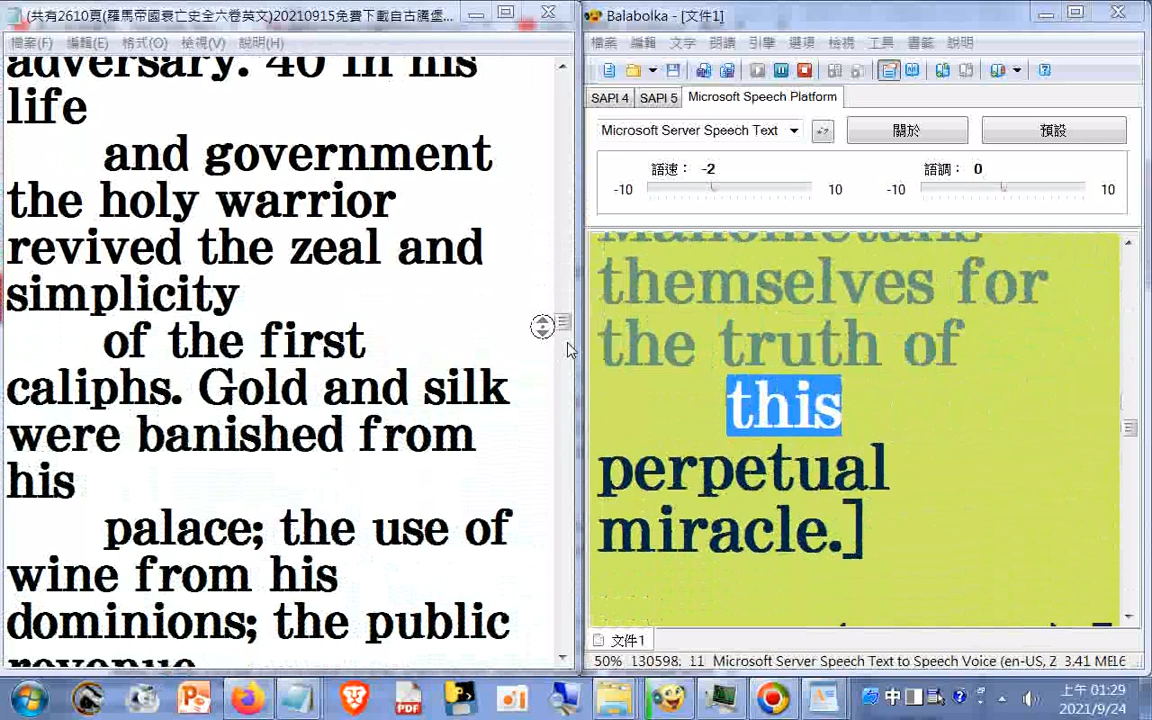 (共有2610頁(羅馬帝國衰亡史全六卷英文)20210915免費下載自古騰堡...
檔案(F) 編輯(E) 格式(O) 檢視(V) 說明(H)
adversary. 40 In his
life
and government
the holy warrior
revived the zeal and
simplicity
of the first
caliphs. Gold and silk
were banished from
his
palace; the use of
wine from his
dominions; the public
revenue
Balabolka - [文件1]
檔案 編輯 文字 朗讀 引擎 選項 檢視 工具 書籤 說明
SAPI 4 SAPI 5 Microsoft Speech Platform
Microsoft Server Speech Text 關於 預設
語速： -2 語調： 0
-10 10 -10 10
Mahometans
themselves for
the truth of
this
perpetual
miracle.]
文件1
50% 130598: 11 Microsoft Server Speech Text to Speech Voice (en-US, Z 3.41 ME
中
上午 01:29
2021/9/24